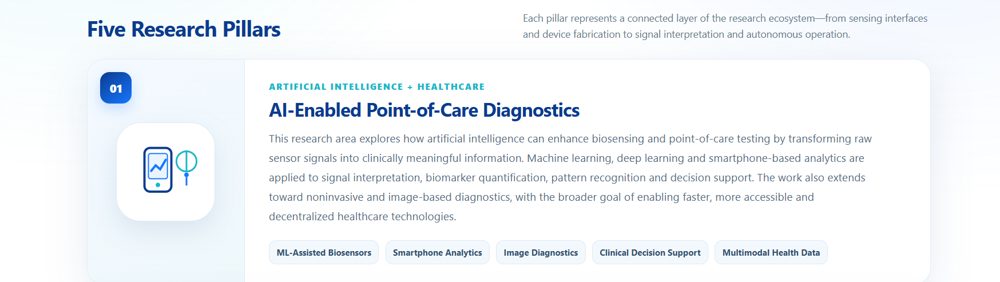 Five Research Pillars
Each pillar represents a connected layer of the research ecosystem—from sensing interfaces
and device fabrication to signal interpretation and autonomous operation.
01
ARTIFICIAL INTELLIGENCE + HEALTHCARE
AI-Enabled Point-of-Care Diagnostics
This research area explores how artificial intelligence can enhance biosensing and point-of-care testing by transforming raw
sensor signals into clinically meaningful information. Machine learning, deep learning and smartphone-based analytics are
applied to signal interpretation, biomarker quantification, pattern recognition and decision support. The work also extends
toward noninvasive and image-based diagnostics, with the broader goal of enabling faster, more accessible and
decentralized healthcare technologies.
ML-Assisted Biosensors
Smartphone Analytics
Image Diagnostics
Clinical Decision Support
Multimodal Health Data